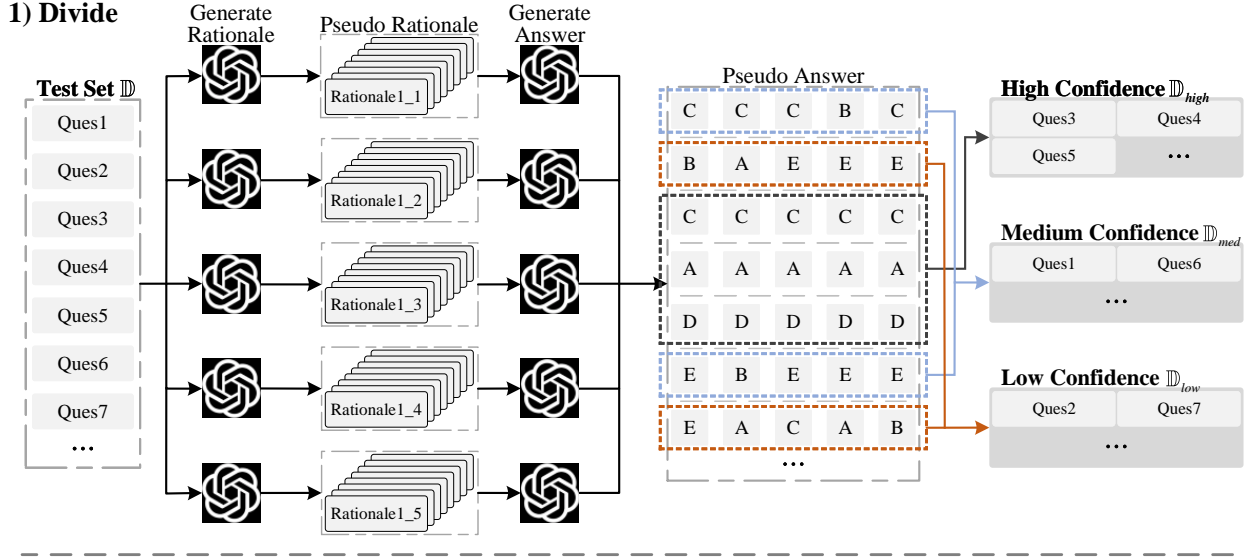 1) Divide
Generate
Rationale
Pseudo Rationale
Generate
Answer
Test Set 𝔻
Ques1
Ques2
Ques3
Ques4
Ques5
Ques6
Ques7
...
Rationale1_1
Rationale1_2
Rationale1_3
Rationale1_4
Rationale1_5
Pseudo Answer
C C C B C
B A E E E
C C C C C
A A A A A
D D D D D
E B E E E
E A C A B
...
High Confidence 𝔻high
Ques3 Ques4
Ques5 ...
Medium Confidence 𝔻med
Ques1 Ques6
...
Low Confidence 𝔻low
Ques2 Ques7
...